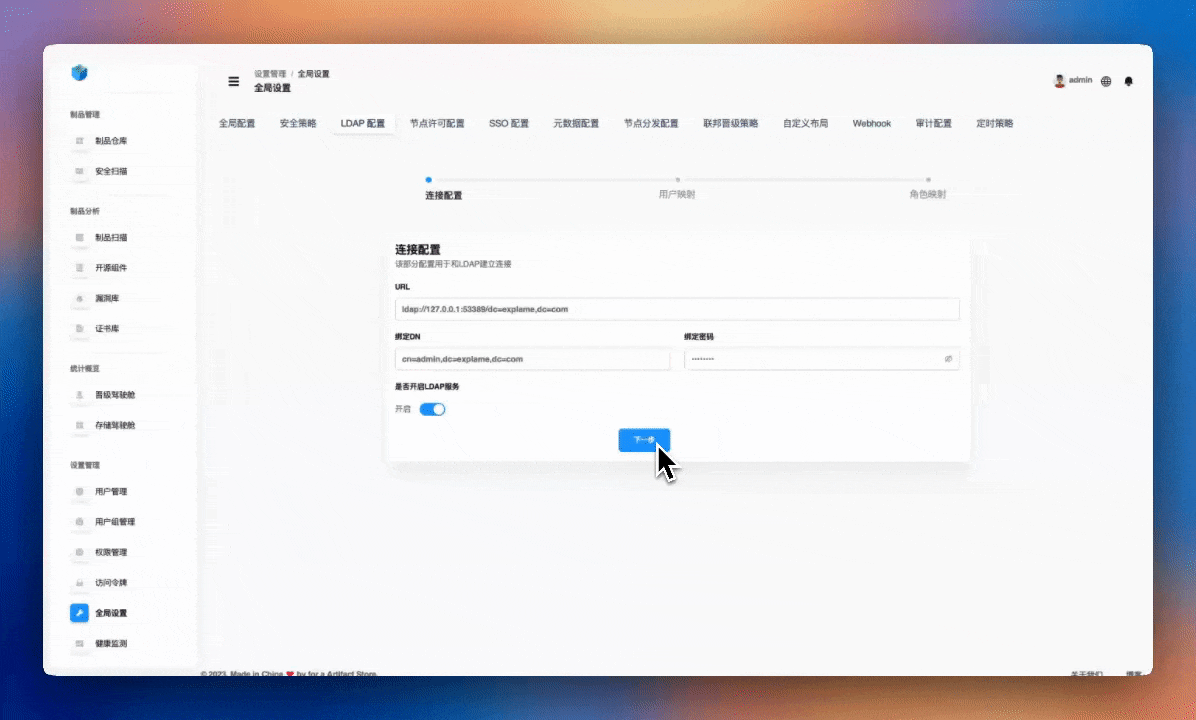 制品管理
制品仓库
安全扫描
制品分析
制品扫描
开源组件
漏洞库
证书库
统计概览
晋级驾驶舱
存储驾驶舱
设置管理
用户管理
用户组管理
权限管理
访问令牌
全局设置
健康监测
设置管理 / 全局设置
全局设置
admin
全局配置 安全策略 LDAP 配置 节点许可配置 SSO 配置 元数据配置 节点分发配置 联邦晋级策略 自定义布局 Webhook 审计配置 定时策略
连接配置 用户映射 角色映射
连接配置
该部分配置用于和LDAP建立连接
URL
ldap://127.0.0.1:53389/dc=explame,dc=com
绑定DN 绑定密码
cn=admin,dc=explame,dc=com ••••••••
是否开启LDAP服务
开启
下一步
© 2023, Made in China ❤ by for a Artifact Store. 关于我们 博客